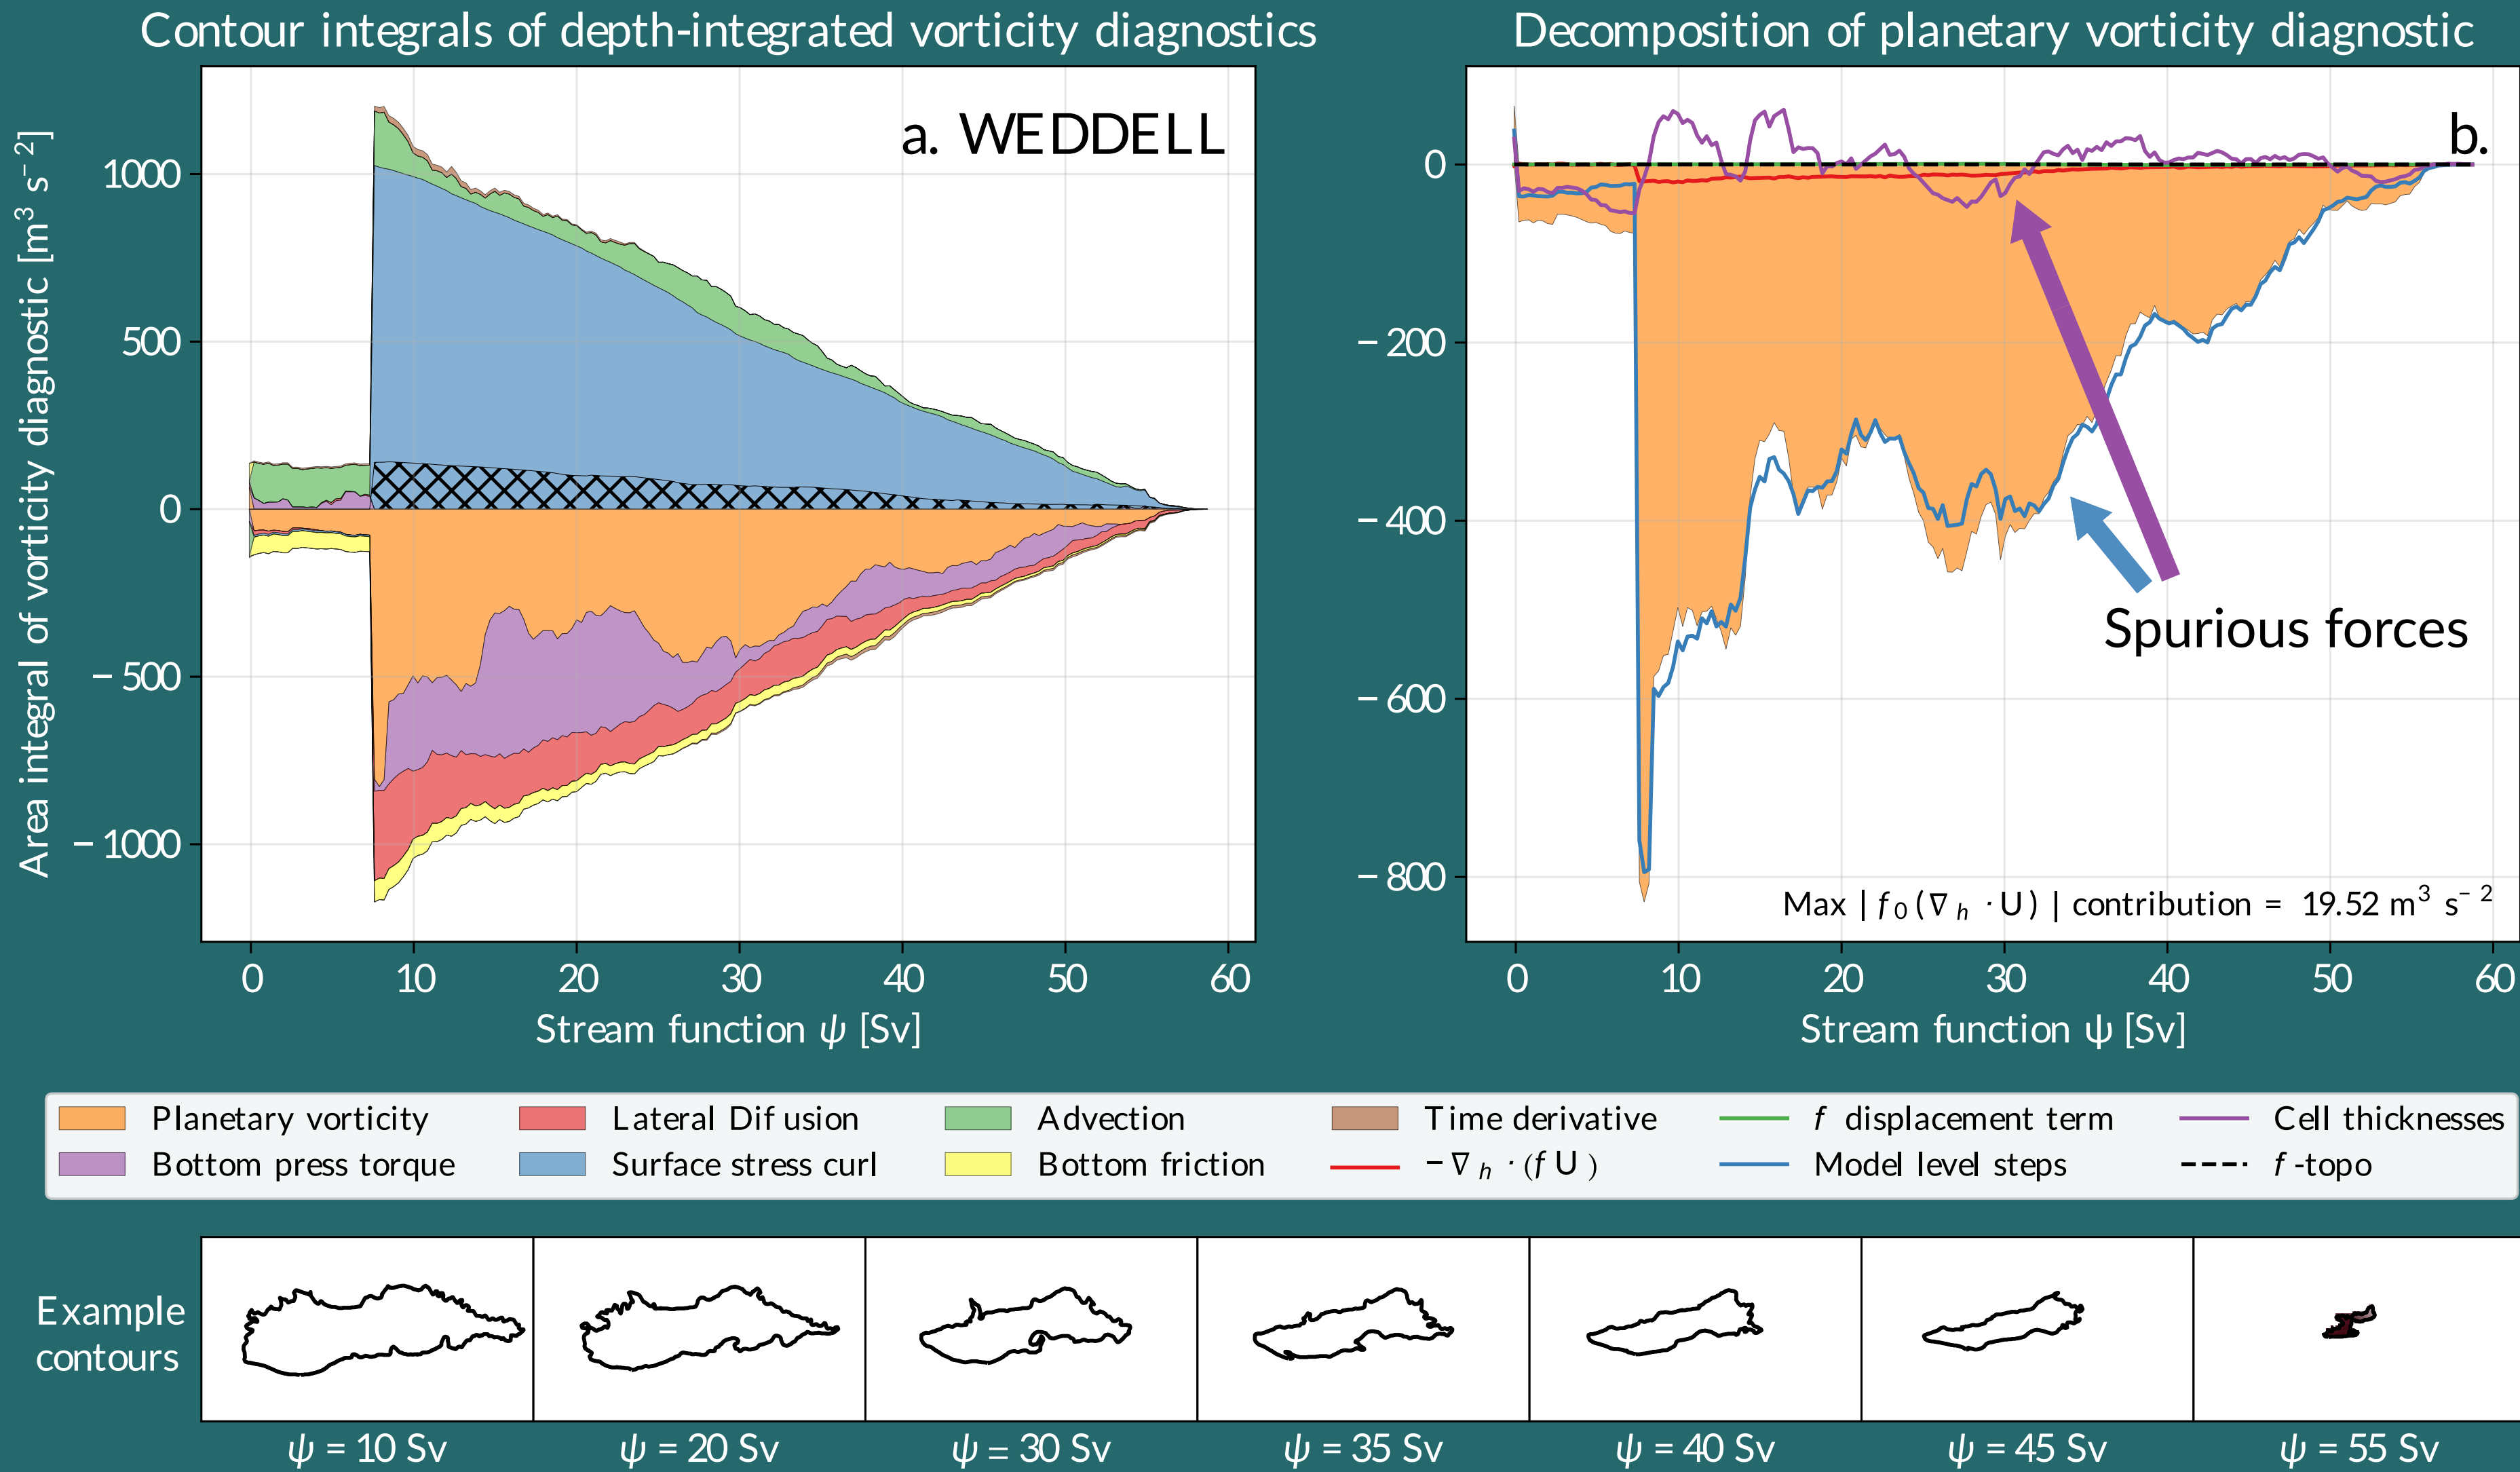 Contour integrals of depth-integrated vorticity diagnostics
Decomposition of planetary vorticity diagnostic
Area integral of vorticity diagnostic [m³ s⁻²]
1000
500
0
−500
−1000
a. WEDDELL
0 10 20 30 40 50 60
Stream function ψ [Sv]
0
−200
−400
−600
−800
b.
Spurious forces
Max | f₀(∇ₕ · U) | contribution = 19.52 m³ s⁻²
0 10 20 30 40 50 60
Stream function ψ [Sv]
Planetary vorticity Lateral Dif usion Advection Time derivative f displacement term Cell thicknesses
Bottom press torque Surface stress curl Bottom friction −∇ₕ · (f U) Model level steps f-topo
Example
contours
ψ = 10 Sv ψ = 20 Sv ψ = 30 Sv ψ = 35 Sv ψ = 40 Sv ψ = 45 Sv ψ = 55 Sv